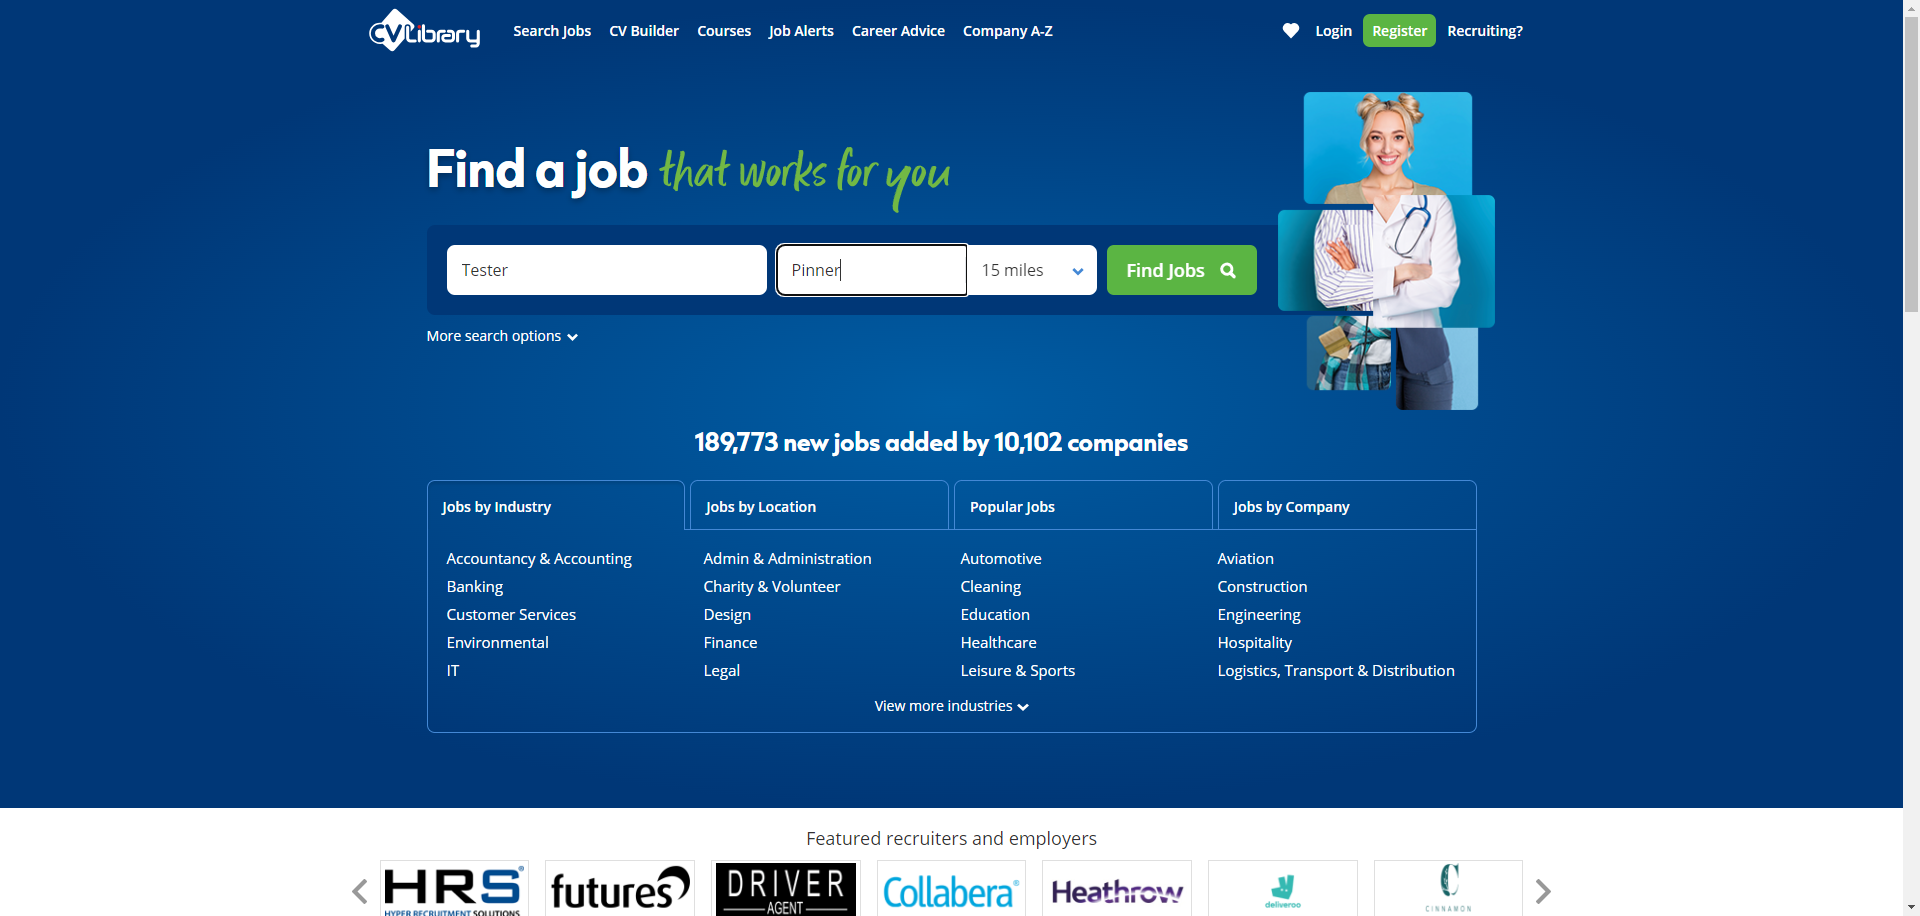 CVLibrary
Search Jobs CV Builder Courses Job Alerts Career Advice Company A-Z Login Register Recruiting?
Find a job that works for you
Tester Pinner 15 miles Find Jobs
More search options
189,773 new jobs added by 10,102 companies
Jobs by Industry Jobs by Location Popular Jobs Jobs by Company
Accountancy & Accounting Admin & Administration Automotive Aviation
Banking Charity & Volunteer Cleaning Construction
Customer Services Design Education Engineering
Environmental Finance Healthcare Hospitality
IT Legal Leisure & Sports Logistics, Transport & Distribution
View more industries
Featured recruiters and employers
HRS® futures DRIVER Collabera® Heathrow deliveroo C
HYPER RECRUITMENT SOLUTIONS AGENT CINNAMON